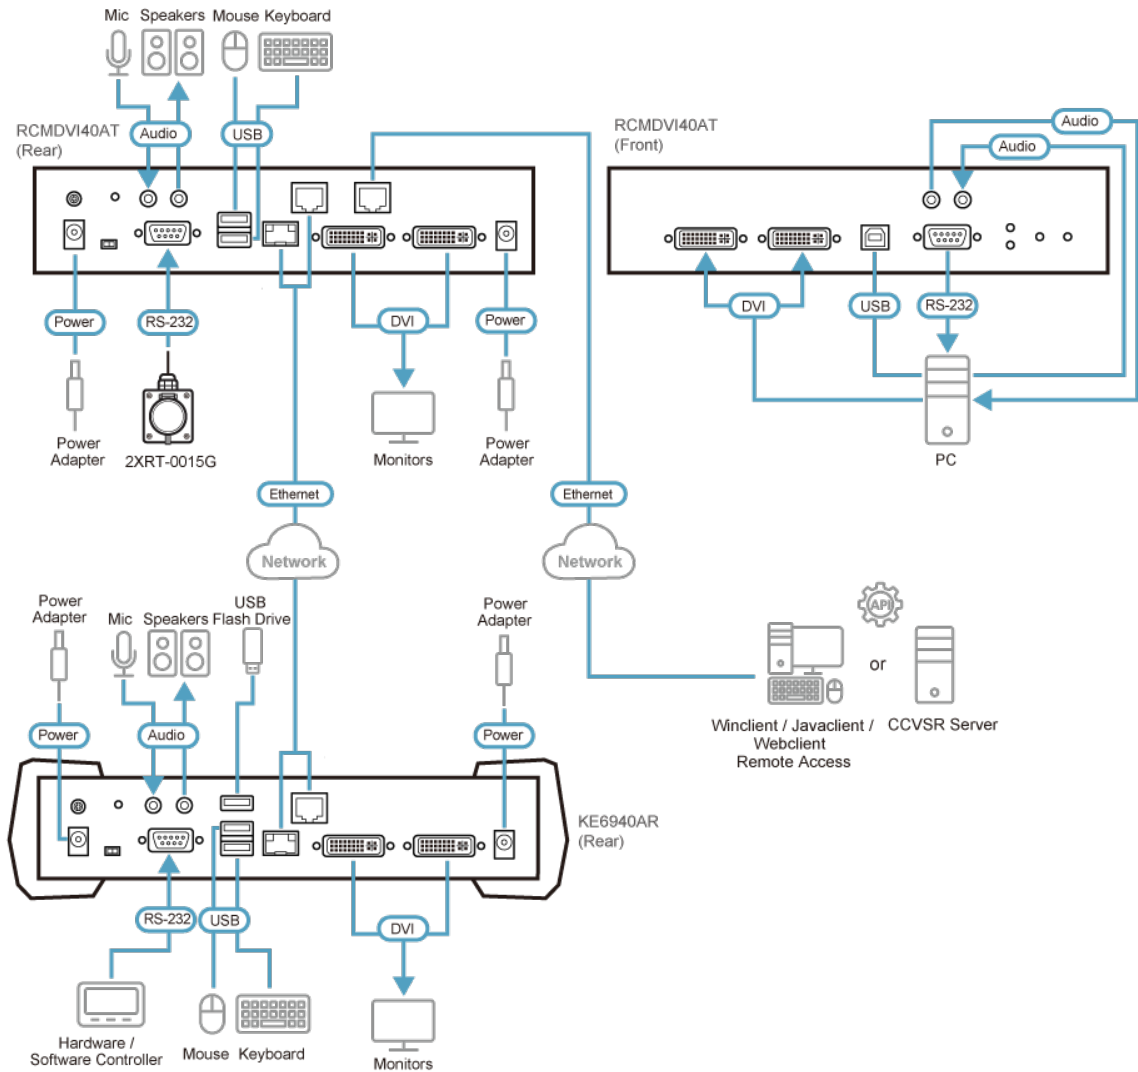 Mic Speakers Mouse Keyboard
RCMDVI40AT
(Rear)
Audio
USB
RCMDVI40AT
(Front)
Audio
Audio
Power
RS-232
DVI
Power
DVI
USB
RS-232
Power
Adapter
2XRT-0015G
Monitors
Power
Adapter
PC
Ethernet
Ethernet
Network
Network
Power
Adapter
Mic Speakers
USB
Flash Drive
Power
Adapter
API
or
Winclient / Javaclient /
Webclient
Remote Access
CCVSR Server
Power
Audio
Power
KE6940AR
(Rear)
RS-232
USB
DVI
Hardware /
Software Controller
Mouse Keyboard
Monitors